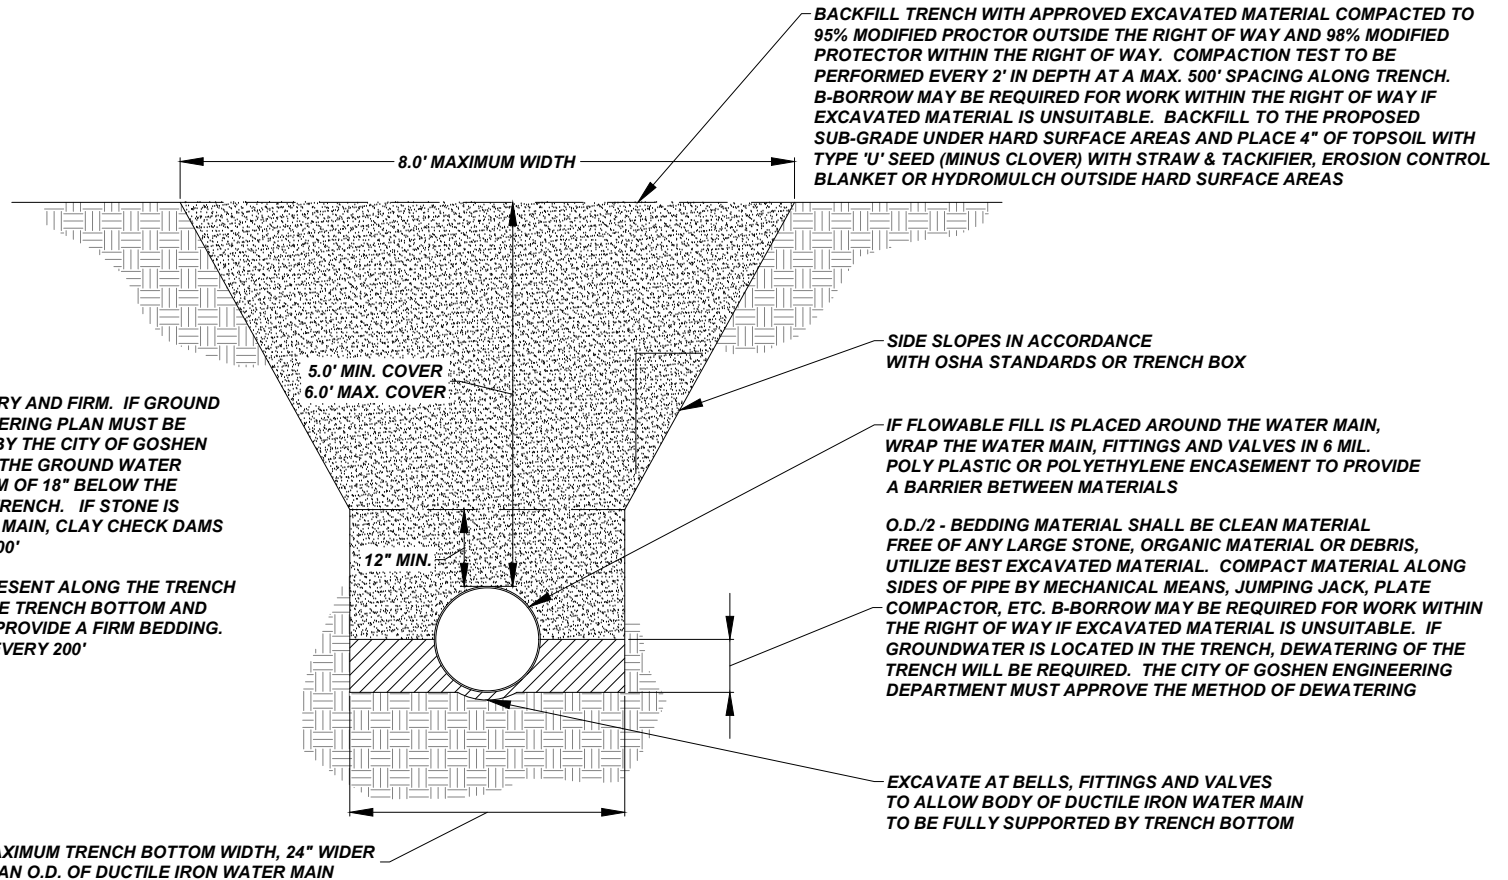 BACKFILL TRENCH WITH APPROVED EXCAVATED MATERIAL COMPACTED TO
95% MODIFIED PROCTOR OUTSIDE THE RIGHT OF WAY AND 98% MODIFIED
PROTECTOR WITHIN THE RIGHT OF WAY. COMPACTION TEST TO BE
PERFORMED EVERY 2' IN DEPTH AT A MAX. 500' SPACING ALONG TRENCH.
B-BORROW MAY BE REQUIRED FOR WORK WITHIN THE RIGHT OF WAY IF
EXCAVATED MATERIAL IS UNSUITABLE. BACKFILL TO THE PROPOSED
SUB-GRADE UNDER HARD SURFACE AREAS AND PLACE 4" OF TOPSOIL WITH
TYPE 'U' SEED (MINUS CLOVER) WITH STRAW & TACKIFIER, EROSION CONTROL
BLANKET OR HYDROMULCH OUTSIDE HARD SURFACE AREAS
8.0' MAXIMUM WIDTH
SIDE SLOPES IN ACCORDANCE
WITH OSHA STANDARDS OR TRENCH BOX
5.0' MIN. COVER
6.0' MAX. COVER
RY AND FIRM. IF GROUND
ERING PLAN MUST BE
BY THE CITY OF GOSHEN
THE GROUND WATER
M OF 18" BELOW THE
RENCH. IF STONE IS
MAIN, CLAY CHECK DAMS
00'
IF FLOWABLE FILL IS PLACED AROUND THE WATER MAIN,
WRAP THE WATER MAIN, FITTINGS AND VALVES IN 6 MIL.
POLY PLASTIC OR POLYETHYLENE ENCASEMENT TO PROVIDE
A BARRIER BETWEEN MATERIALS
12" MIN.
ESENT ALONG THE TRENCH
E TRENCH BOTTOM AND
PROVIDE A FIRM BEDDING.
EVERY 200'
O.D./2 - BEDDING MATERIAL SHALL BE CLEAN MATERIAL
FREE OF ANY LARGE STONE, ORGANIC MATERIAL OR DEBRIS,
UTILIZE BEST EXCAVATED MATERIAL. COMPACT MATERIAL ALONG
SIDES OF PIPE BY MECHANICAL MEANS, JUMPING JACK, PLATE
COMPACTOR, ETC. B-BORROW MAY BE REQUIRED FOR WORK WITHIN
THE RIGHT OF WAY IF EXCAVATED MATERIAL IS UNSUITABLE. IF
GROUNDWATER IS LOCATED IN THE TRENCH, DEWATERING OF THE
TRENCH WILL BE REQUIRED. THE CITY OF GOSHEN ENGINEERING
DEPARTMENT MUST APPROVE THE METHOD OF DEWATERING
EXCAVATE AT BELLS, FITTINGS AND VALVES
TO ALLOW BODY OF DUCTILE IRON WATER MAIN
TO BE FULLY SUPPORTED BY TRENCH BOTTOM
AXIMUM TRENCH BOTTOM WIDTH, 24" WIDER
AN O.D. OF DUCTILE IRON WATER MAIN